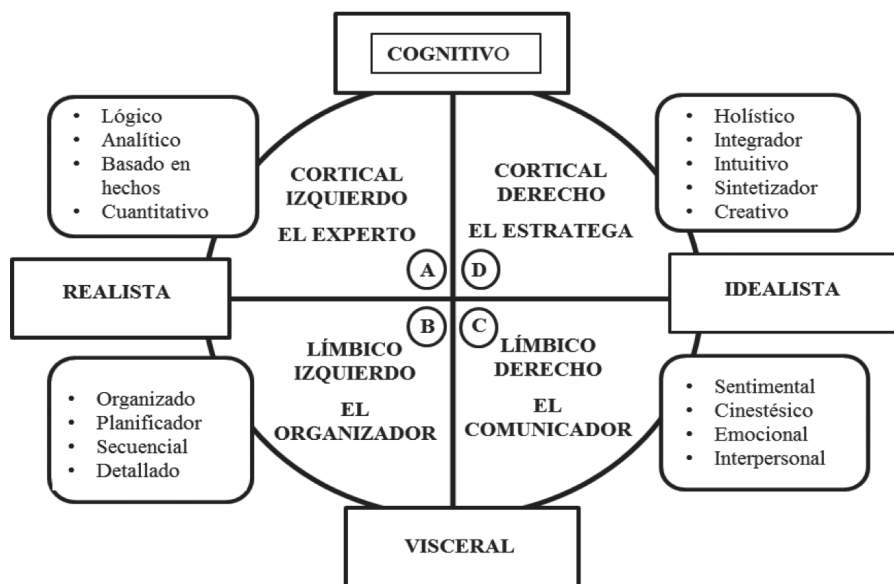 COGNITIVO
• Lógico
• Analítico
• Basado en
hechos
• Cuantitativo
CORTICAL
IZQUIERDO
EL EXPERTO
A
CORTICAL
DERECHO
EL ESTRATEGA
D
• Holístico
• Integrador
• Intuitivo
• Sintetizador
• Creativo
REALISTA
IDEALISTA
• Organizado
• Planificador
• Secuencial
• Detallado
B
LÍMBICO
IZQUIERDO
EL
ORGANIZADOR
C
LÍMBICO
DERECHO
EL
COMUNICADOR
• Sentimental
• Cinestésico
• Emocional
• Interpersonal
VISCERAL